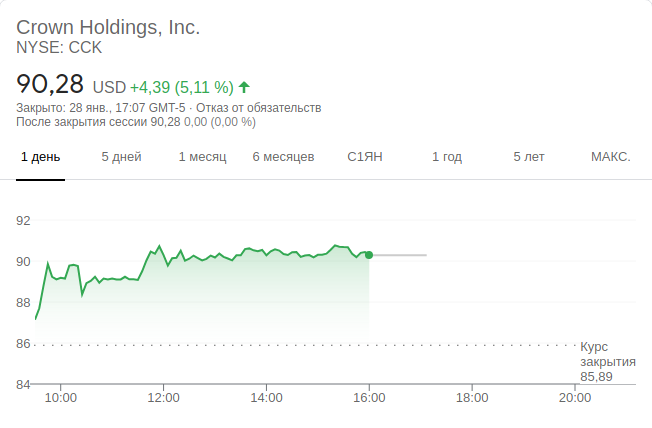 Crown Holdings, Inc.
NYSE: CCK
90,28 USD +4,39 (5,11 %)
Закрыто: 28 янв., 17:07 GMT-5 · Отказ от обязательств
После закрытия сессии 90,28 0,00 (0,00 %)
1 день 5 дней 1 месяц 6 месяцев С1ЯН 1 год 5 лет МАКС.
92
90
88
86
84
Курс
закрытия
85,89
10:00 12:00 14:00 16:00 18:00 20:00